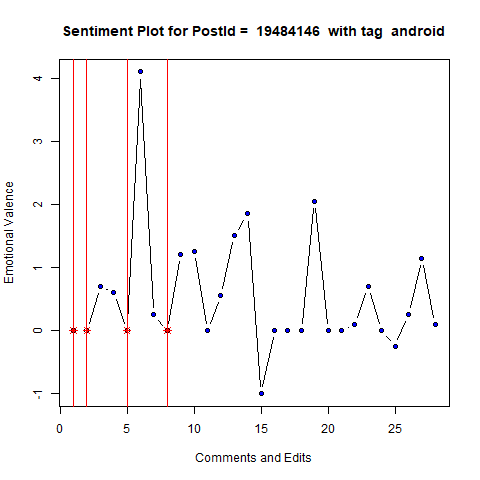 Sentiment Plot for PostId =  19484146  with tag  android
Emotional Valence
4
3
2
1
0
-1
0 5 10 15 20 25
Comments and Edits